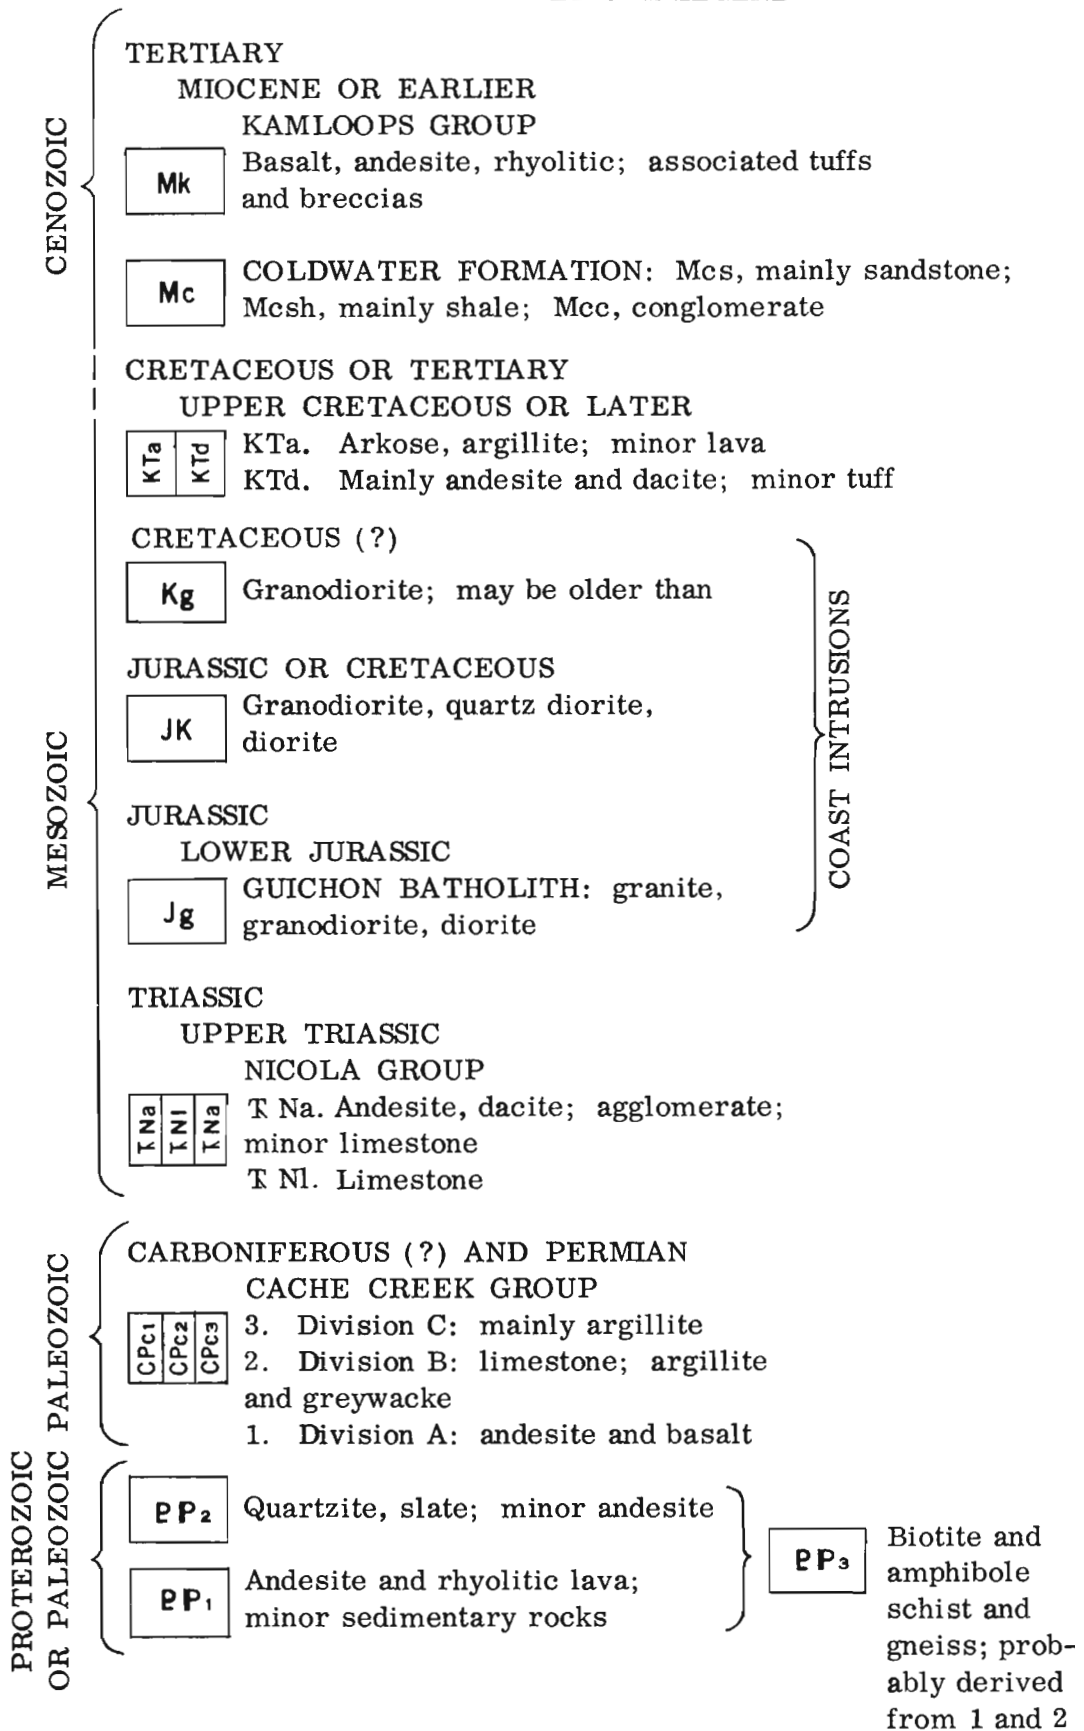 TERTIARY
MIOCENE OR EARLIER
KAMLOOPS GROUP
CENOZOIC
Mk
Basalt, andesite, rhyolitic; associated tuffs
and breccias
Mc
COLDWATER FORMATION: Mcs, mainly sandstone;
Mcsh, mainly shale; Mcc, conglomerate
CRETACEOUS OR TERTIARY
UPPER CRETACEOUS OR LATER
KTa KTd
KTa. Arkose, argillite; minor lava
KTd. Mainly andesite and dacite; minor tuff
MESOZOIC
CRETACEOUS (?)
Kg
Granodiorite; may be older than
JURASSIC OR CRETACEOUS
JK
Granodiorite, quartz diorite,
diorite
JURASSIC
LOWER JURASSIC
Jg
GUICHON BATHOLITH: granite,
granodiorite, diorite
COAST INTRUSIONS
TRIASSIC
UPPER TRIASSIC
NICOLA GROUP
TNa TNl TNa
T Na. Andesite, dacite; agglomerate;
minor limestone
T Nl. Limestone
PALEOZOIC
CARBONIFEROUS (?) AND PERMIAN
CACHE CREEK GROUP
CPc1 CPc2 CPc3
3. Division C: mainly argillite
2. Division B: limestone; argillite
and greywacke
1. Division A: andesite and basalt
PROTEROZOIC
OR PALEOZOIC
PP2
Quartzite, slate; minor andesite
PP1
Andesite and rhyolitic lava;
minor sedimentary rocks
PP3
Biotite and
amphibole
schist and
gneiss; prob-
ably derived
from 1 and 2